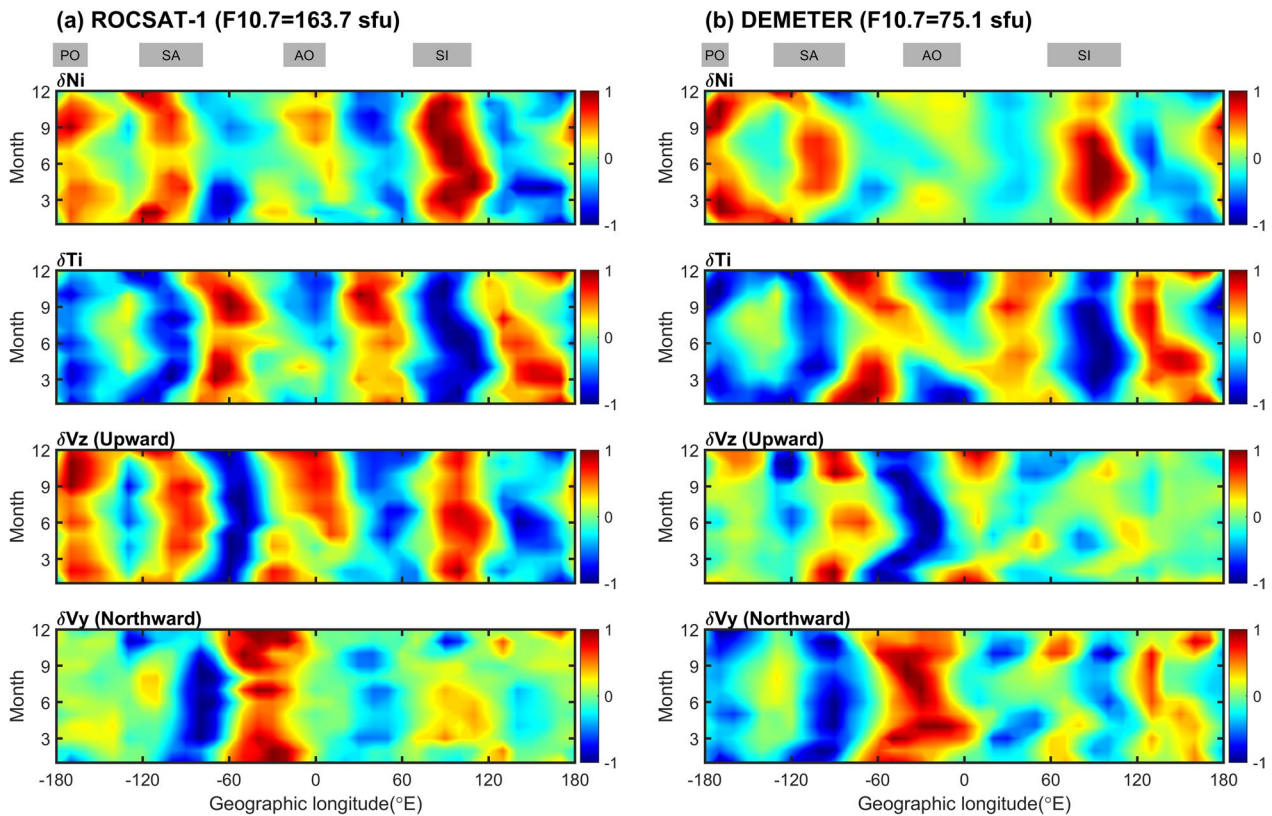 (a) ROCSAT-1 (F10.7=163.7 sfu)
PO SA AO SI
δNi
12
9
6
3
Month
1
0
-1
δTi
12
9
6
3
Month
1
0
-1
δVz (Upward)
12
9
6
3
Month
1
0
-1
δVy (Northward)
12
9
6
3
Month
1
0
-1
-180 -120 -60 0 60 120 180
Geographic longitude(°E)
(b) DEMETER (F10.7=75.1 sfu)
PO SA AO SI
δNi
12
9
6
3
Month
1
0
-1
δTi
12
9
6
3
Month
1
0
-1
δVz (Upward)
12
9
6
3
Month
1
0
-1
δVy (Northward)
12
9
6
3
Month
1
0
-1
-180 -120 -60 0 60 120 180
Geographic longitude(°E)